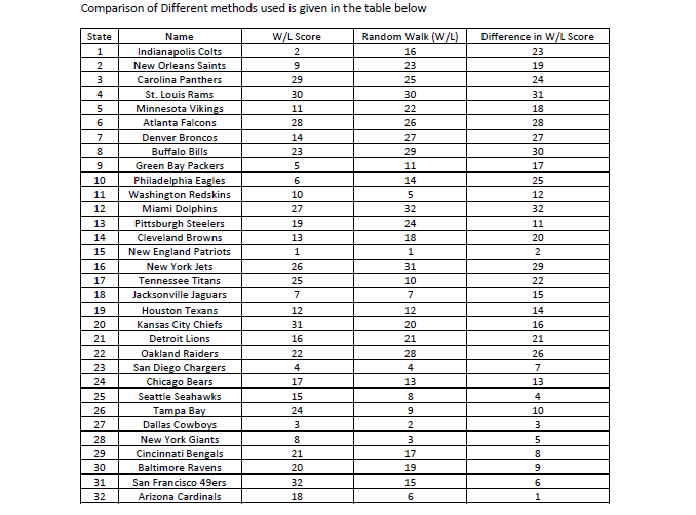 Comparison of Different methods used is given in the table below
State Name W/L Score Random Walk (W/L) Difference in W/L Score
1 Indianapolis Colts 2 16 23
2 New Orleans Saints 9 23 19
3 Carolina Panthers 29 25 24
4 St. Louis Rams 30 30 31
5 Minnesota Vikings 11 22 18
6 Atlanta Falcons 28 26 28
7 Denver Broncos 14 27 27
8 Buffalo Bills 23 29 30
9 Green Bay Packers 5 11 17
10 Philadelphia Eagles 6 14 25
11 Washington Redskins 10 5 12
12 Miami Dolphins 27 32 32
13 Pittsburgh Steelers 19 24 11
14 Cleveland Browns 13 18 20
15 New England Patriots 1 1 2
16 New York Jets 26 31 29
17 Tennessee Titans 25 10 22
18 Jacksonville Jaguars 7 7 15
19 Houston Texans 12 12 14
20 Kansas City Chiefs 31 20 16
21 Detroit Lions 16 21 21
22 Oakland Raiders 22 28 26
23 San Diego Chargers 4 4 7
24 Chicago Bears 17 13 13
25 Seattle Seahawks 15 8 4
26 Tampa Bay 24 9 10
27 Dallas Cowboys 3 2 3
28 New York Giants 8 3 5
29 Cincinnati Bengals 21 17 8
30 Baltimore Ravens 20 19 9
31 San Francisco 49ers 32 15 6
32 Arizona Cardinals 18 6 1